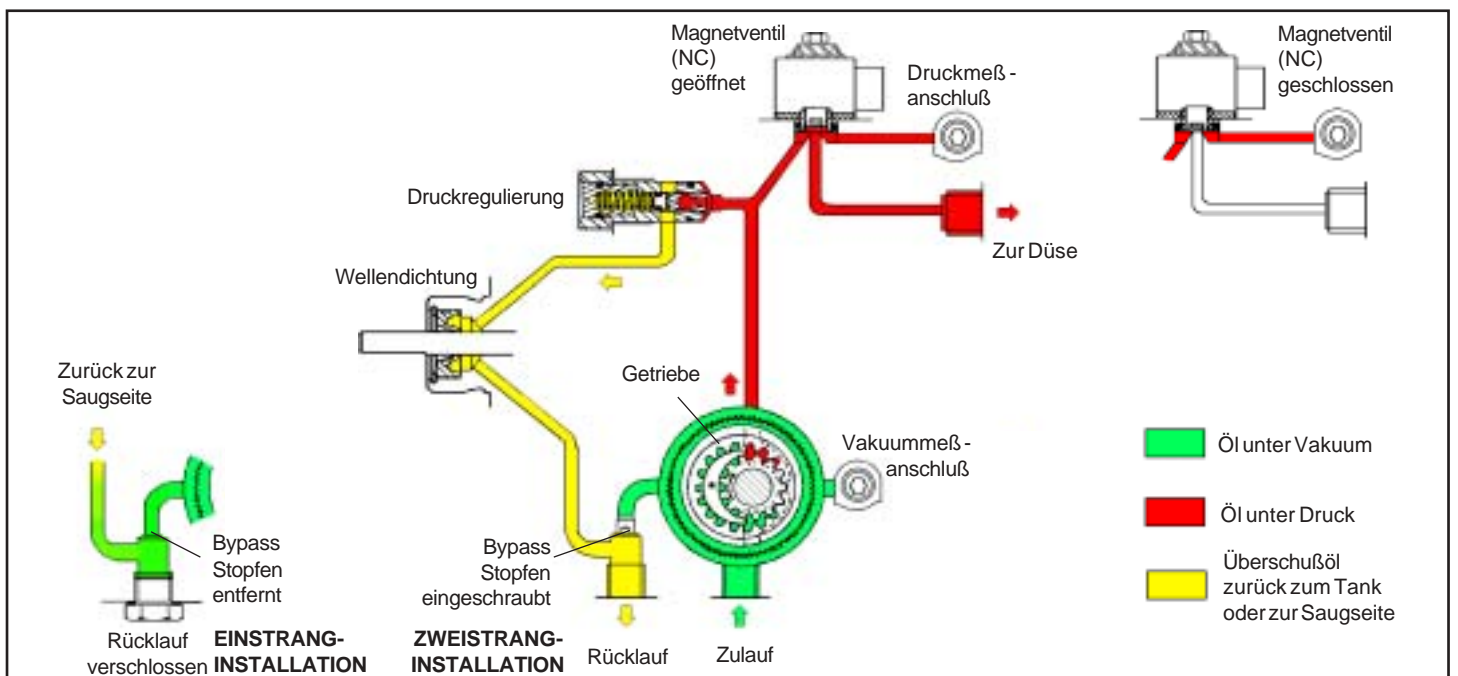 Magnetventil
(NC)
geöffnet
Druckmeß -
anschluß
Magnetventil
(NC)
geschlossen
Druckregulierung
Zur Düse
Wellendichtung
Zurück zur
Saugseite
Getriebe
Vakuummeß -
anschluß
Öl unter Vakuum
Öl unter Druck
Überschußöl
zurück zum Tank
oder zur Saugseite
Bypass
Stopfen
entfernt
Bypass
Stopfen
eingeschraubt
Rücklauf
verschlossen
EINSTRANG-
INSTALLATION
ZWEISTRANG-
INSTALLATION
Rücklauf
Zulauf